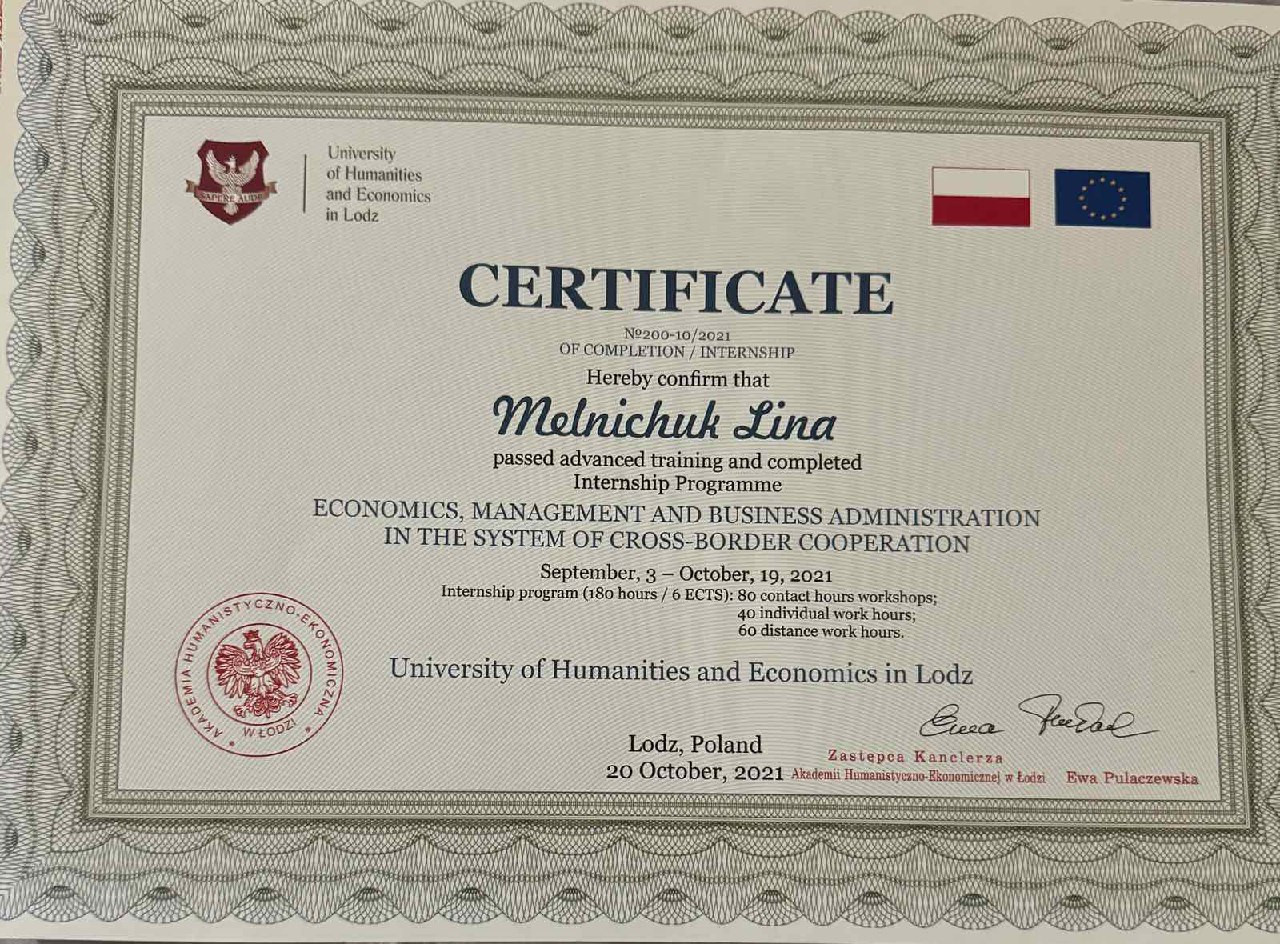 University
of Humanities
and Economics
in Lodz
SAPERE AUDE
CERTIFICATE
№200-10/2021
OF COMPLETION / INTERNSHIP
Hereby confirm that
Melnichuk Lina
passed advanced training and completed
Internship Programme
ECONOMICS, MANAGEMENT AND BUSINESS ADMINISTRATION
IN THE SYSTEM OF CROSS-BORDER COOPERATION
September, 3 – October, 19, 2021
Internship program (180 hours / 6 ECTS): 80 contact hours workshops;
40 individual work hours;
60 distance work hours.
AKADEMIA HUMANISTYCZNO-EKONOMICZNA
W ŁODZI
University of Humanities and Economics in Lodz
Lodz, Poland
20 October, 2021
Ewa
Zastępca Kanclerza
Akademii Humanistyczno-Ekonomicznej w Łodzi
Ewa Pulaczewska